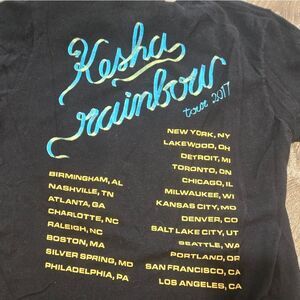 Kesha
rainbow
tour 2017
BIRMINGHAM, AL
NASHVILLE, TN
ATLANTA, GA
CHARLOTTE, NC
RALEIGH, NC
BOSTON, MA
SILVER SPRING, MD
PHILADELPHIA, PA
NEW YORK, NY
LAKEWOOD, OH
DETROIT, MI
TORONTO, ON
CHICAGO, IL
MILWAUKEE, WI
KANSAS CITY, MO
DENVER, CO
SALT LAKE CITY, UT
SEATTLE, WA
PORTLAND, OR
SAN FRANCISCO, CA
LOS ANGELES, CA